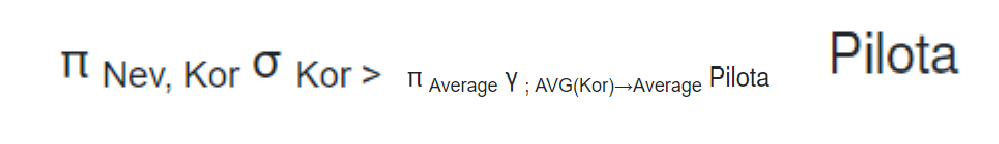 π Nev, Kor σ Kor > π Average γ ; AVG(Kor)→Average Pilota Pilota